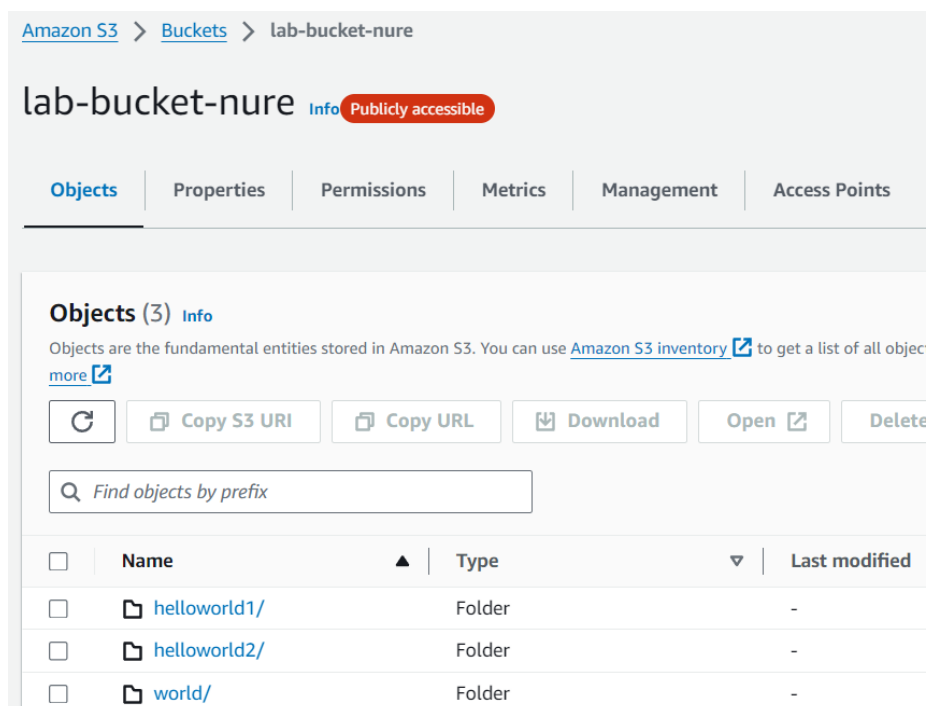 Amazon S3 > Buckets > lab-bucket-nure
lab-bucket-nure Info Publicly accessible
Objects Properties Permissions Metrics Management Access Points
Objects (3) Info
Objects are the fundamental entities stored in Amazon S3. You can use Amazon S3 inventory to get a list of all objec
more
Copy S3 URI Copy URL Download Open Delete
Find objects by prefix
Name Type Last modified
helloworld1/ Folder -
helloworld2/ Folder -
world/ Folder -